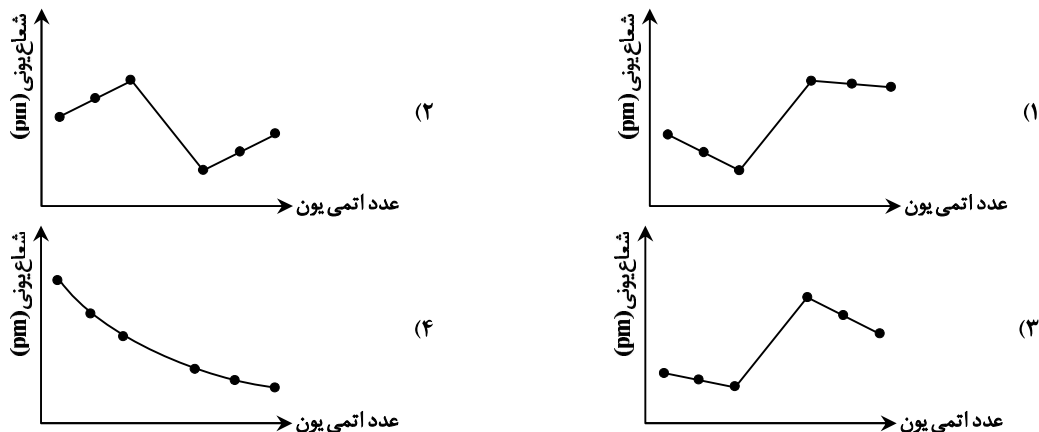 ۱)
شعاع یونی (pm)
عدد اتمی یون
۲)
شعاع یونی (pm)
عدد اتمی یون
۳)
شعاع یونی (pm)
عدد اتمی یون
۴)
شعاع یونی (pm)
عدد اتمی یون